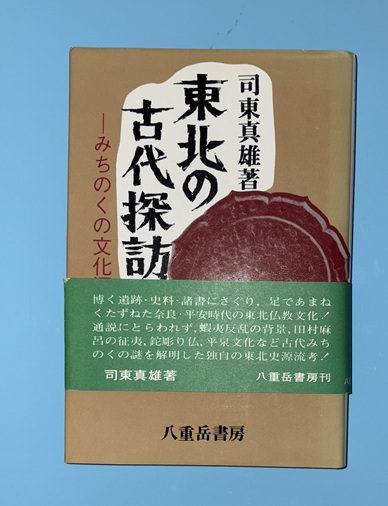 司東真雄著
東北の
古代探訪
—みちのくの文化
博く遺跡・史料・諸書にさぐり，足であまね
くたずねた奈良・平安時代の東北仏教文化！
通説にとらわれず，蝦夷反乱の背景，田村麻
呂の征夷，鉈彫り仏，平泉文化など古代みち
のくの謎を解明した独自の東北史源流考！
司東真雄著 八重岳書房刊
八重岳書房